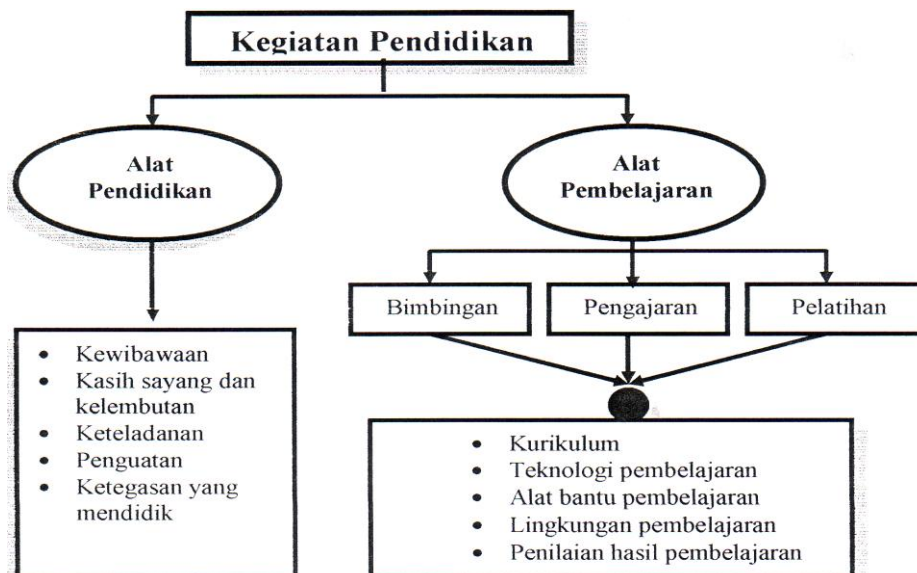 Kegiatan Pendidikan
Alat
Pendidikan
Alat
Pembelajaran
Bimbingan
Pengajaran
Pelatihan
• Kewibawaan
• Kasih sayang dan
kelembutan
• Keteladanan
• Penguatan
• Ketegasan yang
mendidik
• Kurikulum
• Teknologi pembelajaran
• Alat bantu pembelajaran
• Lingkungan pembelajaran
• Penilaian hasil pembelajaran